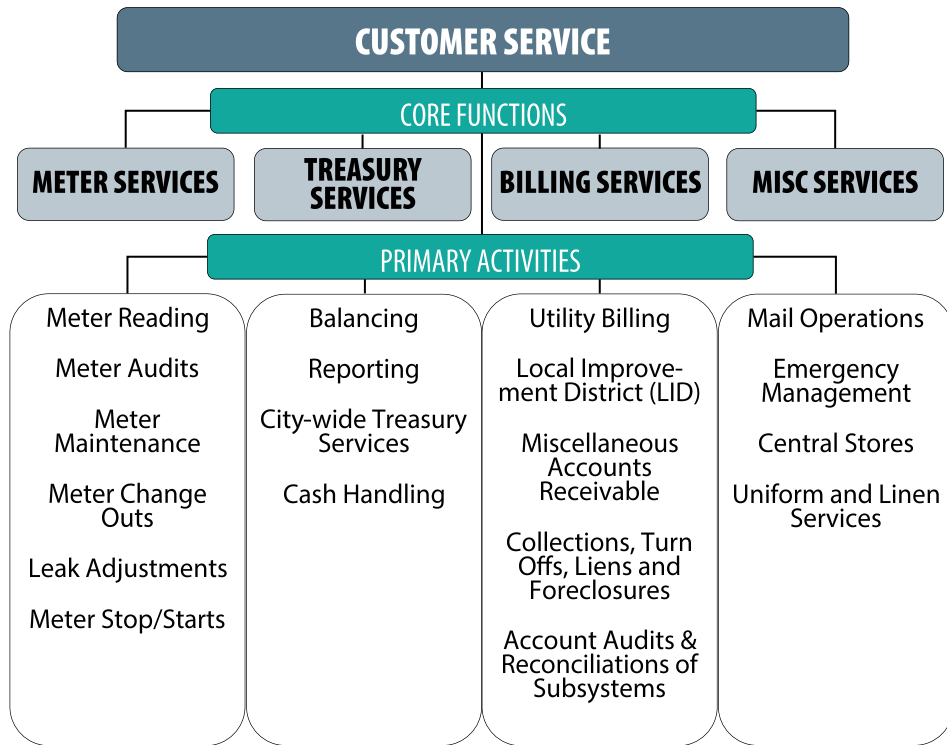 CUSTOMER SERVICE
CORE FUNCTIONS
METER SERVICES
TREASURY
SERVICES
BILLING SERVICES
MISC SERVICES
PRIMARY ACTIVITIES
Meter Reading
Meter Audits
Meter
Maintenance
Meter Change
Outs
Leak Adjustments
Meter Stop/Starts
Balancing
Reporting
City-wide Treasury
Services
Cash Handling
Utility Billing
Local Improve-
ment District (LID)
Miscellaneous
Accounts
Receivable
Collections, Turn
Offs, Liens and
Foreclosures
Account Audits &
Reconciliations of
Subsystems
Mail Operations
Emergency
Management
Central Stores
Uniform and Linen
Services